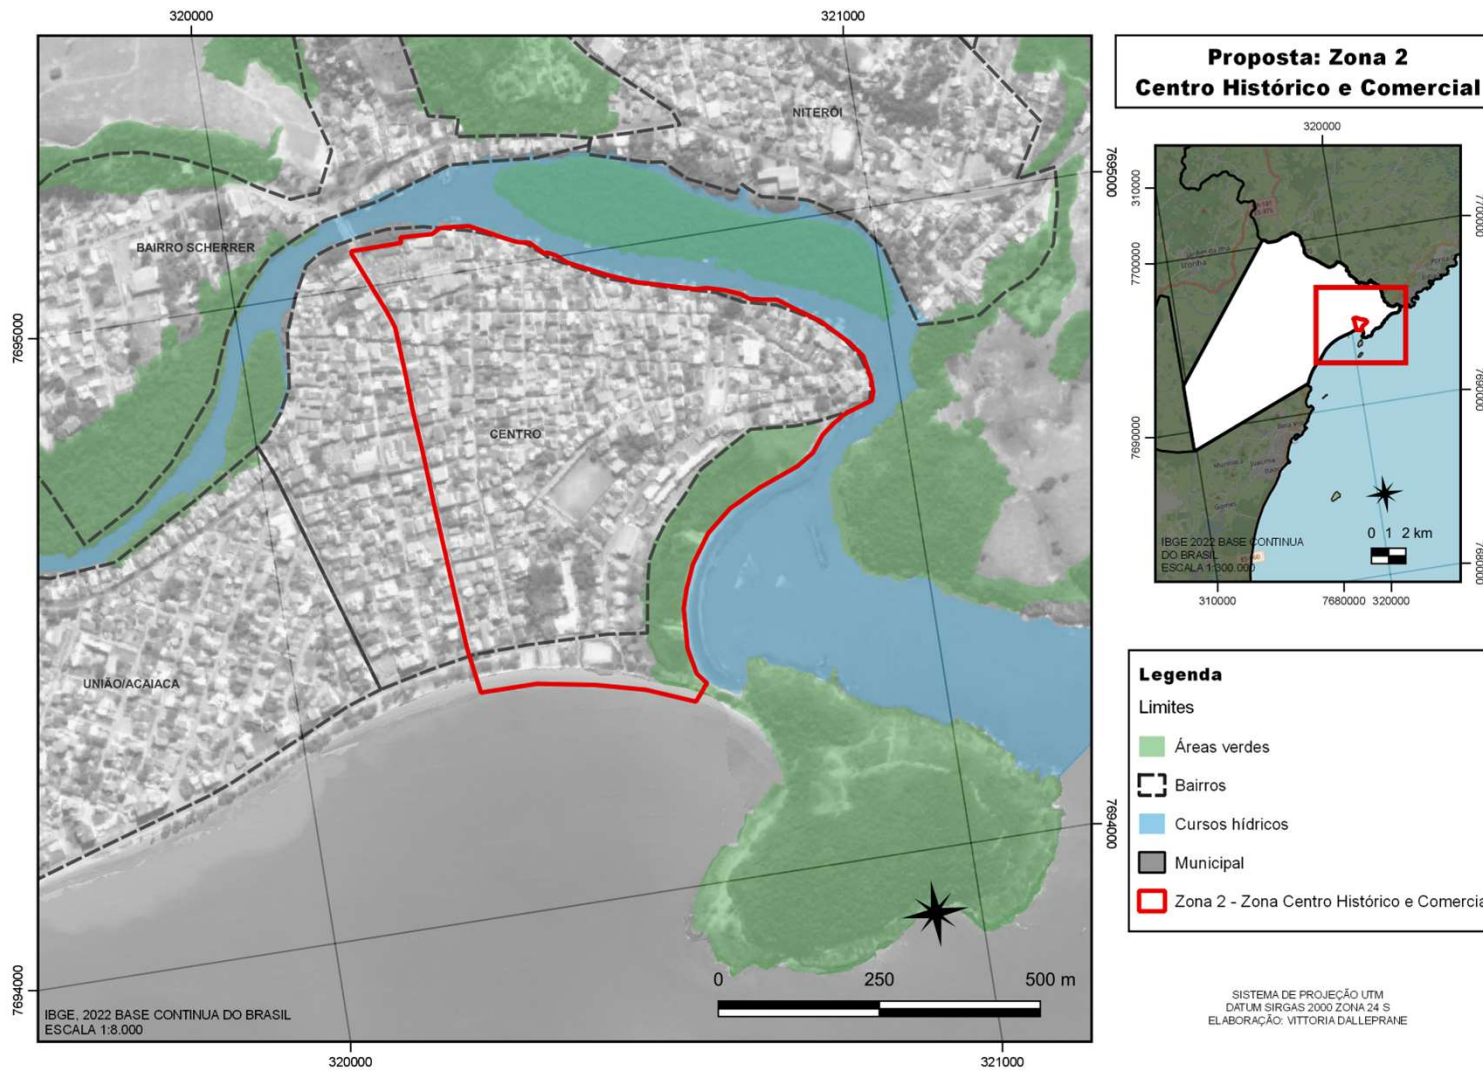 320000
321000
Proposta: Zona 2
Centro Histórico e Comercial
NITERÓI
BAIRRO SCHERRER
CENTRO
UNIÃO/ACAIACA
7695000
7695000
7694000
7694000
0 250 500 m
IBGE, 2022 BASE CONTINUA DO BRASIL
ESCALA 1:8.000
320000
321000
320000
310000
7700000
7700000
7690000
7690000
7680000
0 1 2 km
IBGE 2022 BASE CONTINUA
DO BRASIL
ESCALA 1:300.000
310000
7680000
320000
Legenda
Limites
Áreas verdes
Bairros
Cursos hídricos
Municipal
Zona 2 - Zona Centro Histórico e Comercia
SISTEMA DE PROJEÇÃO UTM
DATUM SIRGAS 2000 ZONA 24 S
ELABORAÇÃO: VITTORIA DALLEPRANE